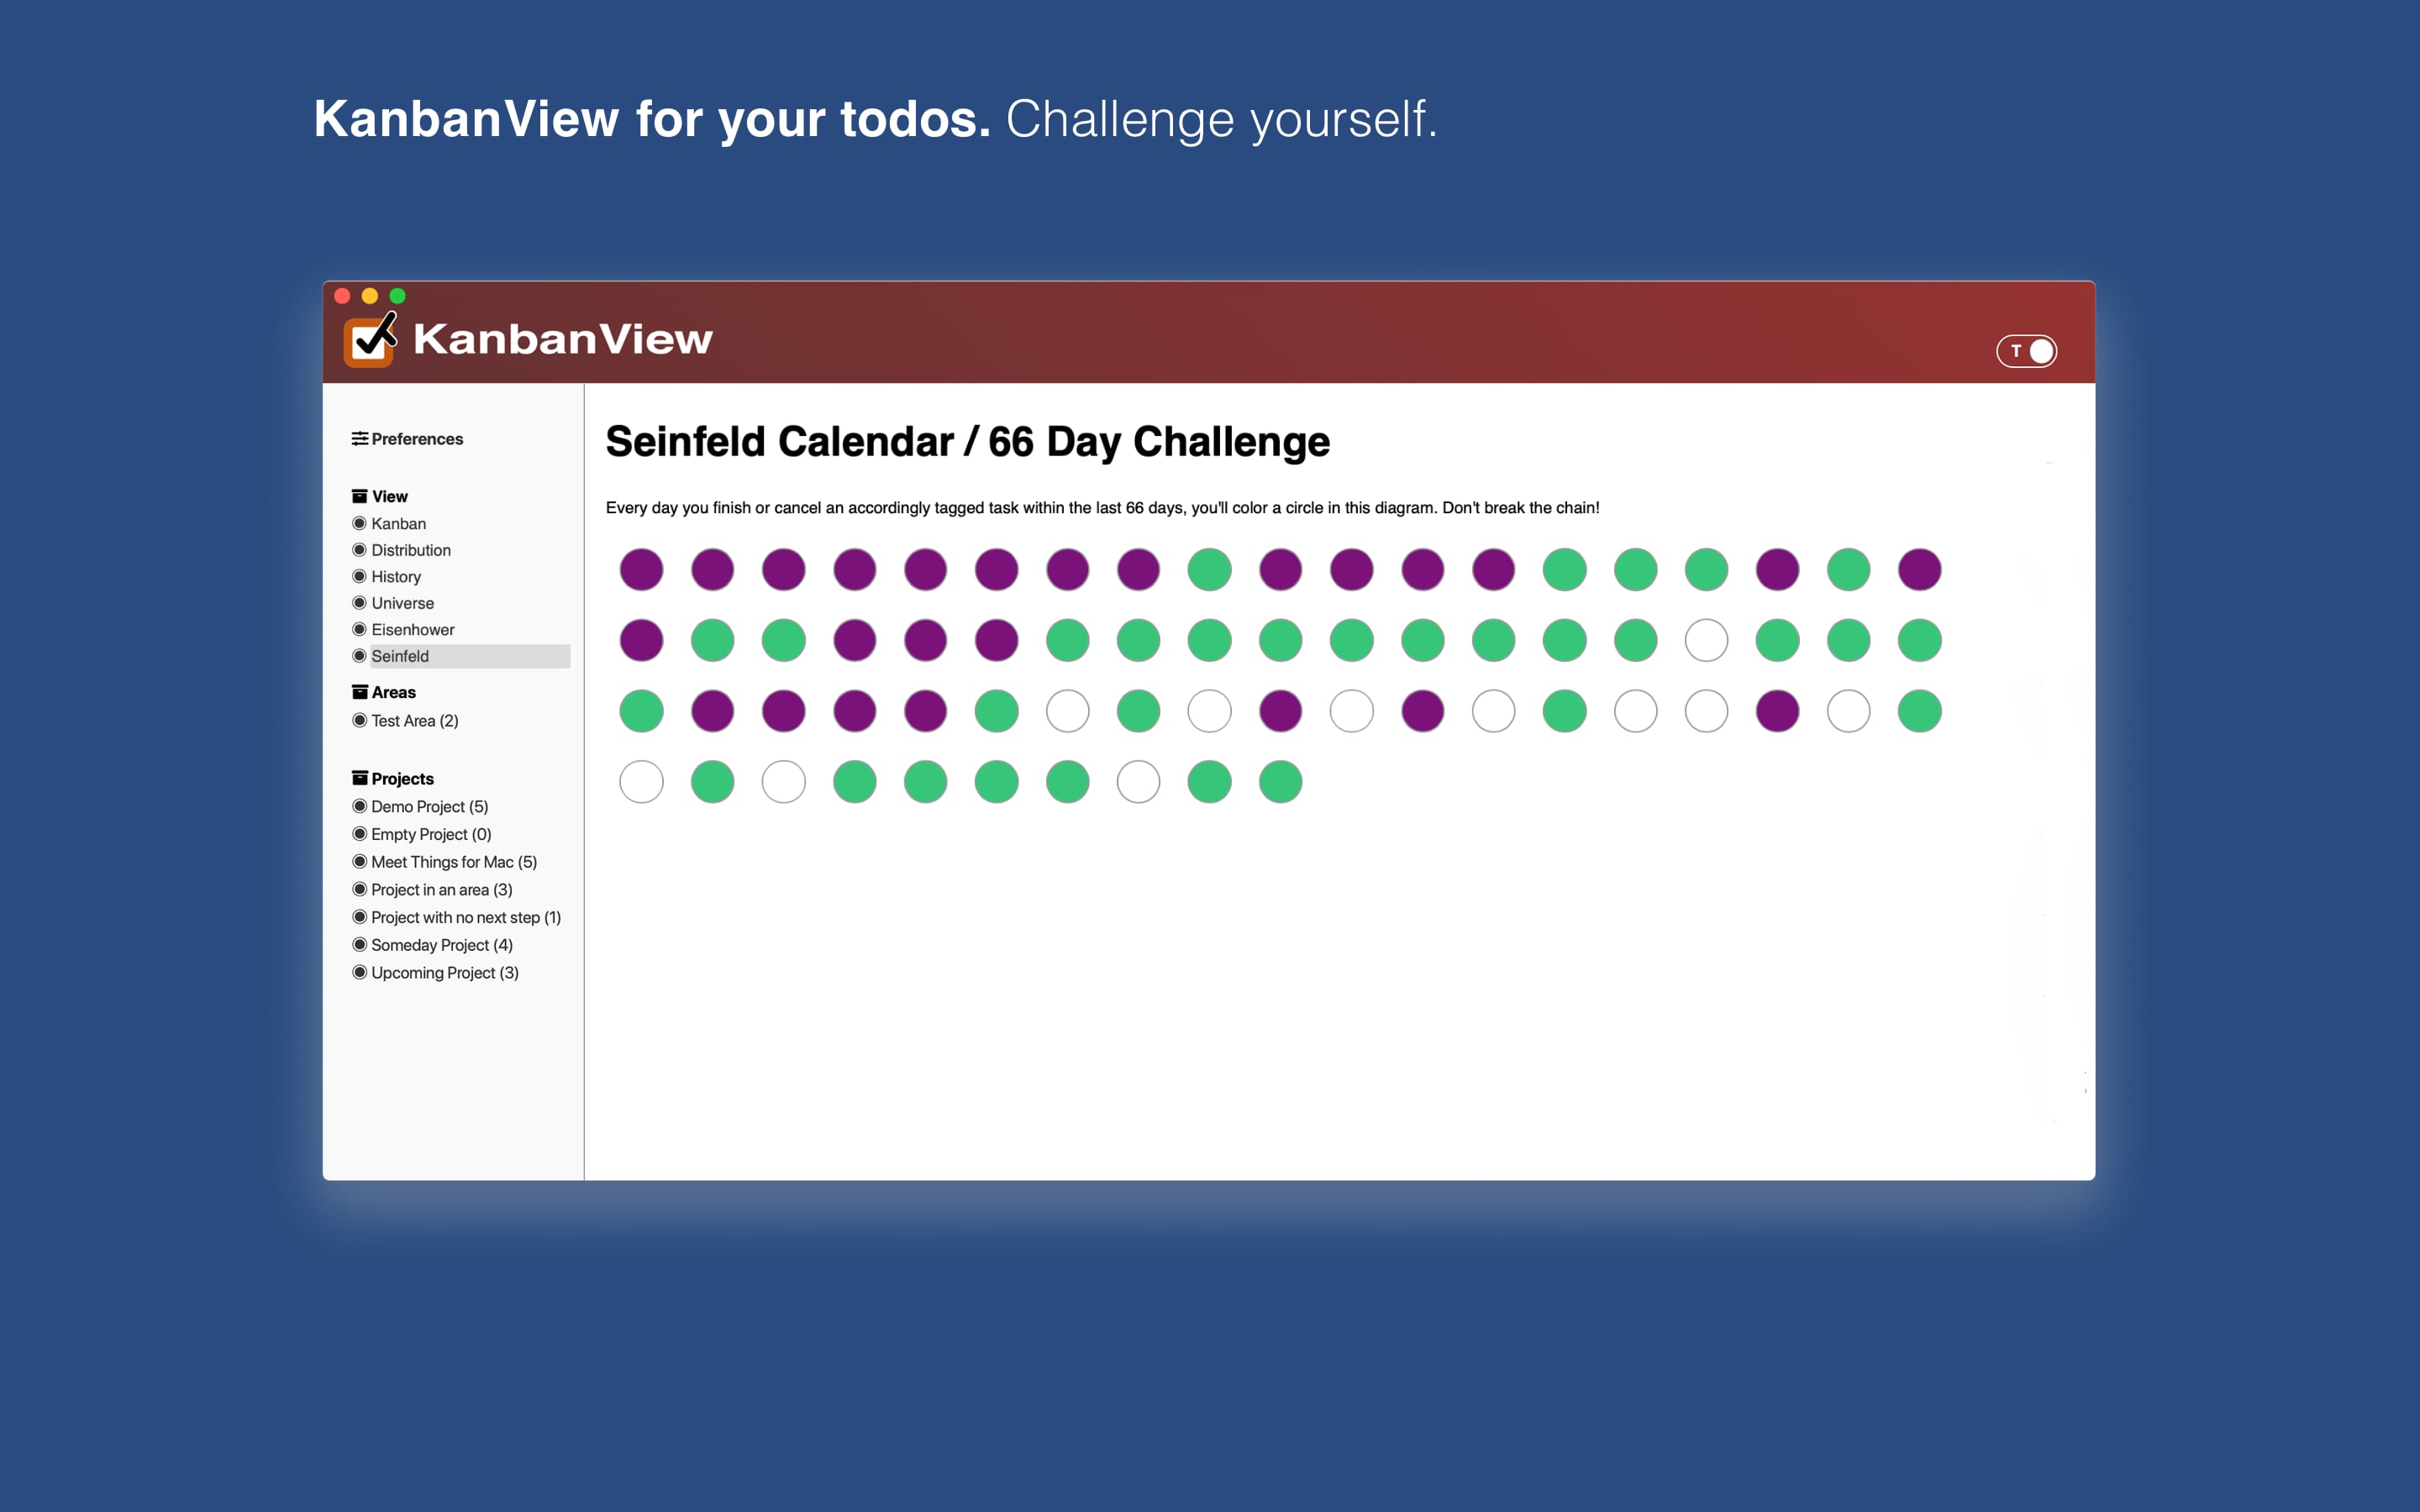 KanbanView for your todos. Challenge yourself.
KanbanView
T
Preferences
View
Kanban
Distribution
History
Universe
Eisenhower
Seinfeld
Areas
Test Area (2)
Projects
Demo Project (5)
Empty Project (0)
Meet Things for Mac (5)
Project in an area (3)
Project with no next step (1)
Someday Project (4)
Upcoming Project (3)
Seinfeld Calendar / 66 Day Challenge
Every day you finish or cancel an accordingly tagged task within the last 66 days, you'll color a circle in this diagram. Don't break the chain!